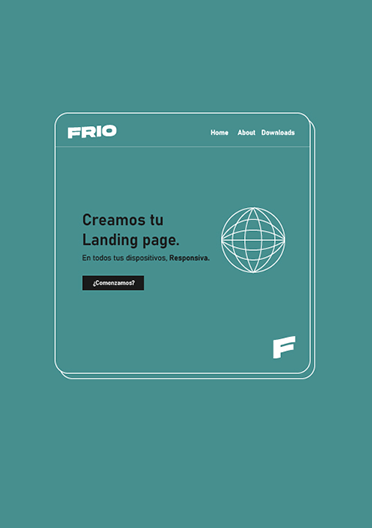 FRIO
Home About Downloads
Creamos tu
Landing page.
En todos tus dispositivos, Responsiva.
¿Comenzamos?
F